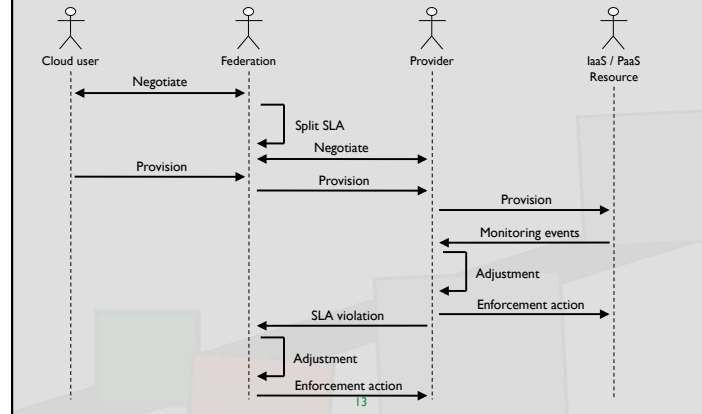 Cloud user
Federation
Provider
IaaS / PaaS
Resource
Negotiate
Split SLA
Negotiate
Provision
Provision
Provision
Monitoring events
Adjustment
Enforcement action
SLA violation
Adjustment
Enforcement action
13